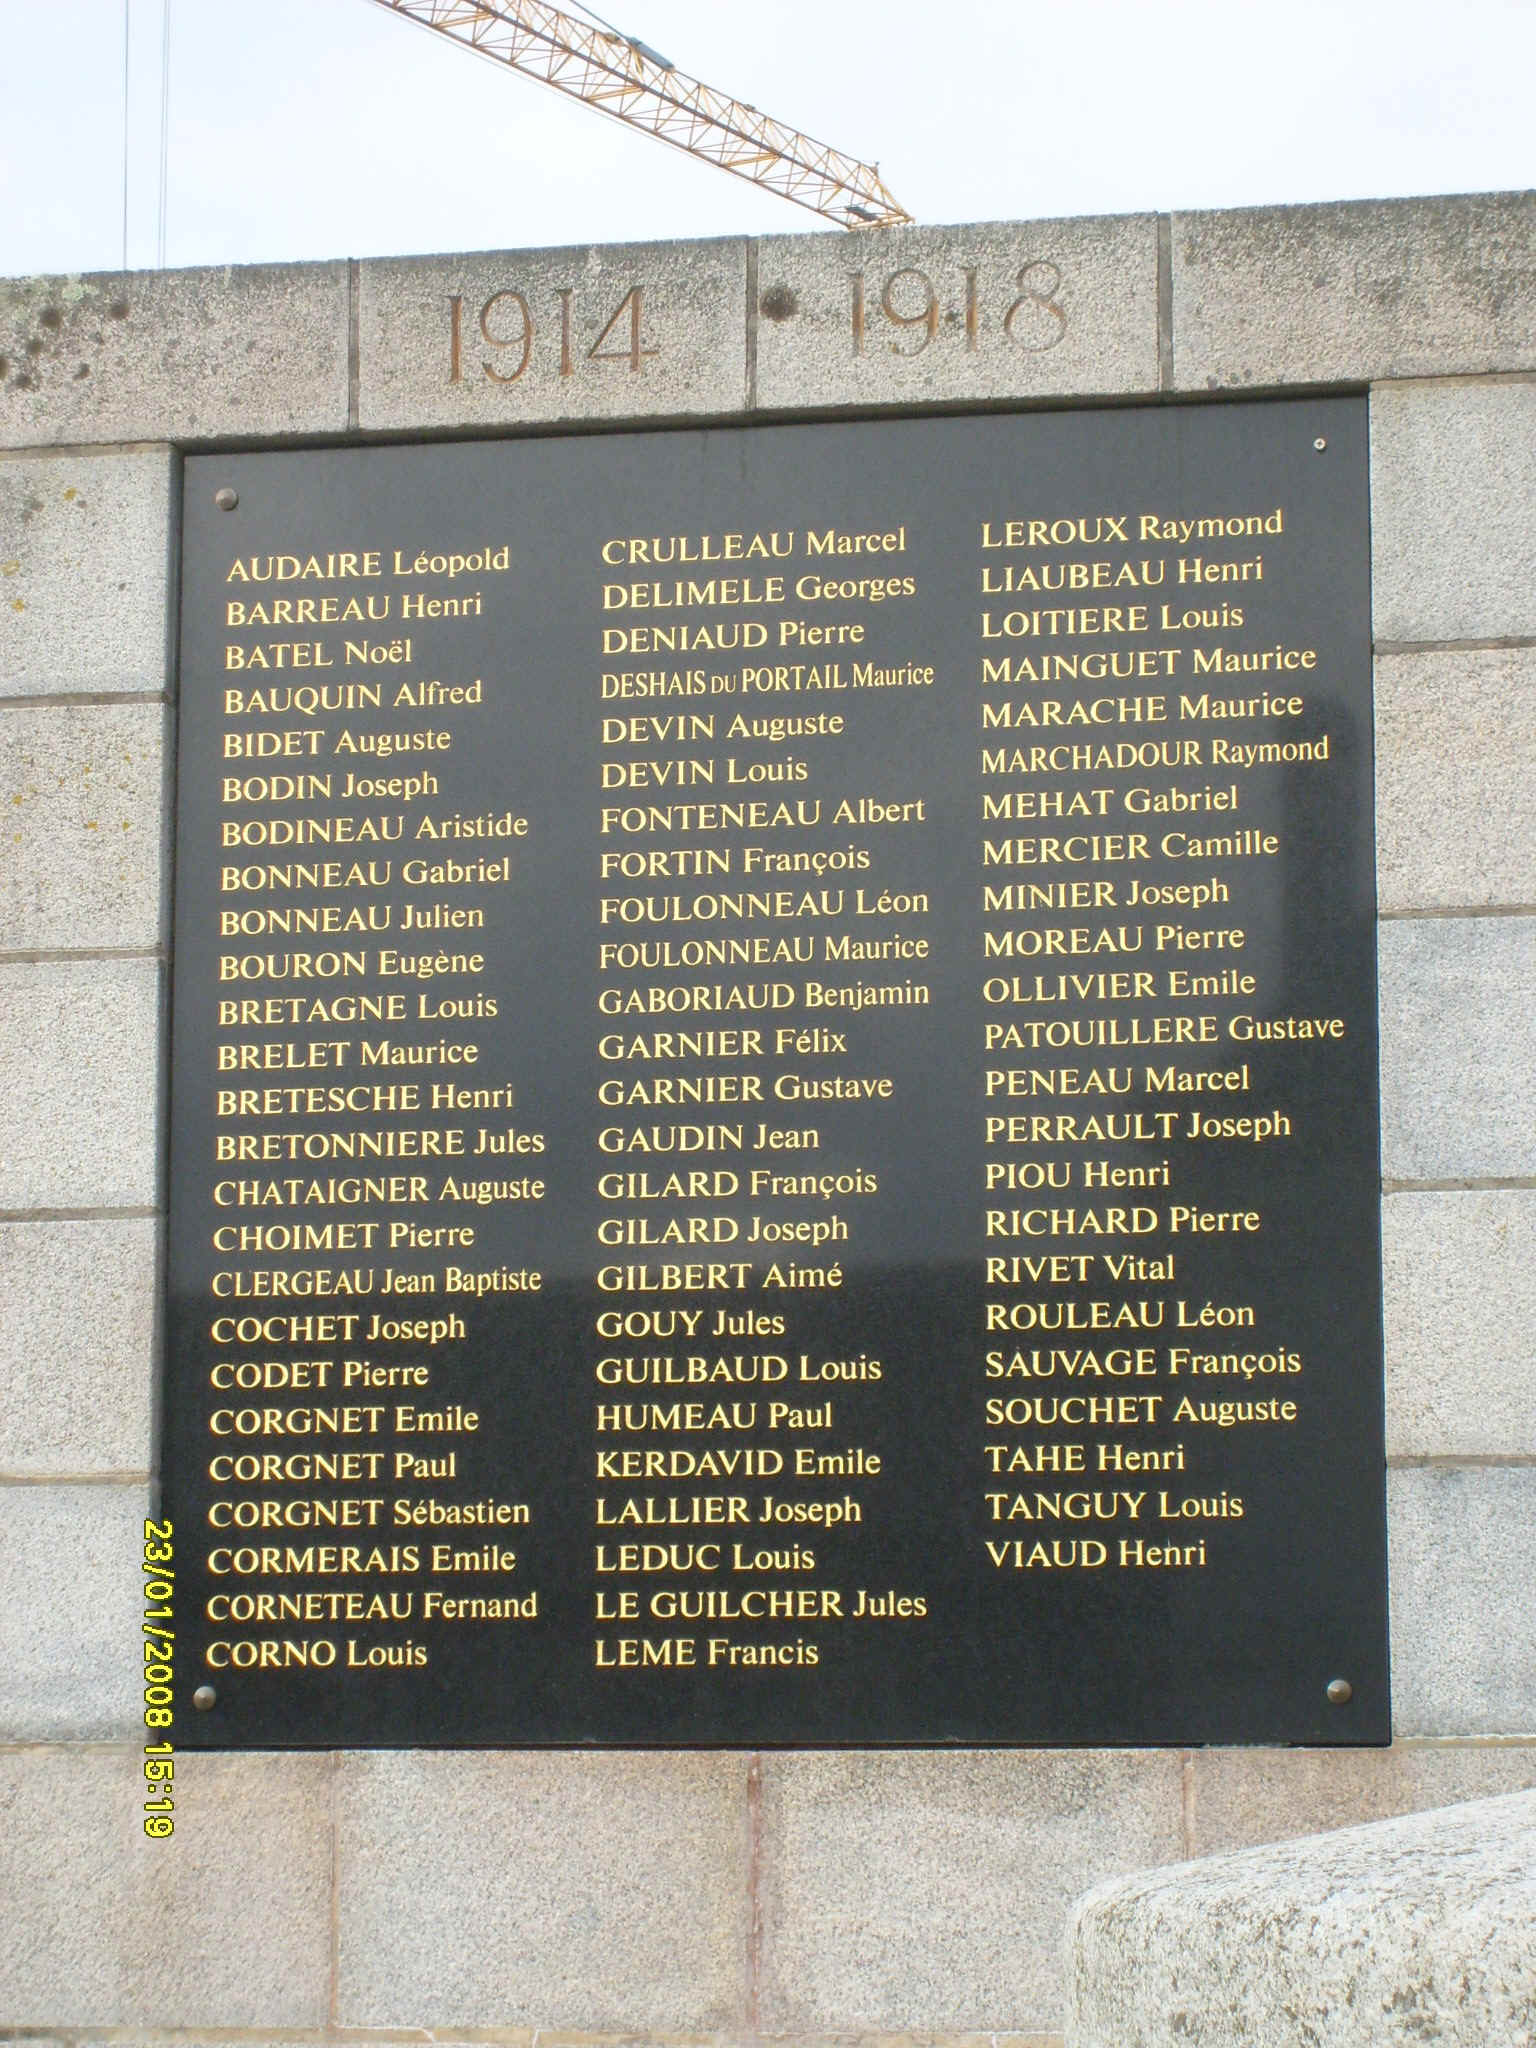 1914 1918
AUDAIRE Léopold
BARREAU Henri
BATEL Noël
BAUQUIN Alfred
BIDET Auguste
BODIN Joseph
BODINEAU Aristide
BONNEAU Gabriel
BONNEAU Julien
BOURON Eugène
BRETAGNE Louis
BRELET Maurice
BRETESCHE Henri
BRETONNIERE Jules
CHATAIGNER Auguste
CHOIMET Pierre
CLERGEAU Jean Baptiste
COCHET Joseph
CODET Pierre
CORGNET Emile
CORGNET Paul
CORGNET Sébastien
CORMERAIS Emile
CORNETEAU Fernand
CORNO Louis
CRULLEAU Marcel
DELIMELE Georges
DENIAUD Pierre
DESHAIS DU PORTAIL Maurice
DEVIN Auguste
DEVIN Louis
FONTENEAU Albert
FORTIN François
FOULONNEAU Léon
FOULONNEAU Maurice
GABORIAUD Benjamin
GARNIER Félix
GARNIER Gustave
GAUDIN Jean
GILARD François
GILARD Joseph
GILBERT Aimé
GOUY Jules
GUILBAUD Louis
HUMEAU Paul
KERDAVID Emile
LALLIER Joseph
LEDUC Louis
LE GUILCHER Jules
LEME Francis
LEROUX Raymond
LIAUBEAU Henri
LOITIERE Louis
MAINGUET Maurice
MARACHE Maurice
MARCHADOUR Raymond
MEHAT Gabriel
MERCIER Camille
MINIER Joseph
MOREAU Pierre
OLLIVIER Emile
PATOUILLERE Gustave
PENEAU Marcel
PERRAULT Joseph
PIOU Henri
RICHARD Pierre
RIVET Vital
ROULEAU Léon
SAUVAGE François
SOUCHET Auguste
TAHE Henri
TANGUY Louis
VIAUD Henri
23/01/2008 15:19